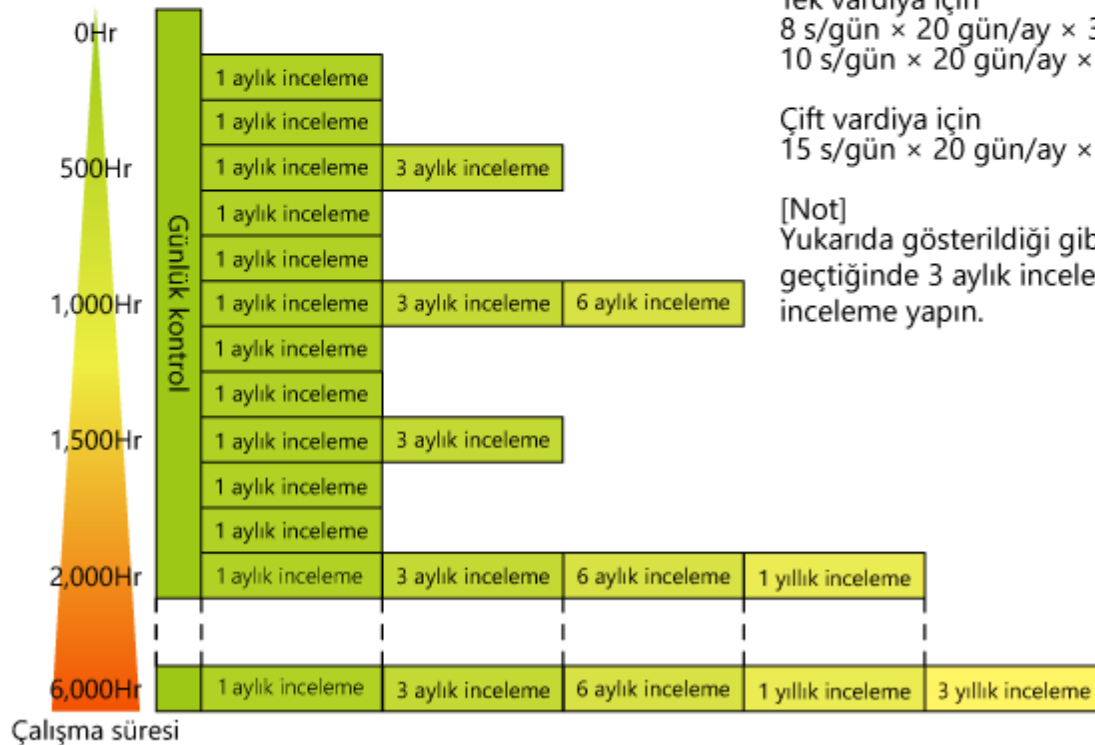 Tek vardiya için
8 s/gün × 20 gün/ay × 3
10 s/gün × 20 gün/ay ×
Çift vardiya için
15 s/gün × 20 gün/ay ×
[Not]
Yukarıda gösterildiği
geçtiğinde 3 aylık
inceleme yapın.
0Hr
1 aylık inceleme
1 aylık inceleme
500Hr
1 aylık inceleme 3 aylık inceleme
1 aylık inceleme
Günlük kontrol
1 aylık inceleme
1,000Hr
1 aylık inceleme 3 aylık inceleme 6 aylık inceleme
1 aylık inceleme
1 aylık inceleme
1,500Hr
1 aylık inceleme 3 aylık inceleme
1 aylık inceleme
1 aylık inceleme
2,000Hr
1 aylık inceleme 3 aylık inceleme 6 aylık inceleme 1 yıllık inceleme
6,000Hr
1 aylık inceleme 3 aylık inceleme 6 aylık inceleme 1 yıllık inceleme 3 yıllık inceleme
Çalışma süresi